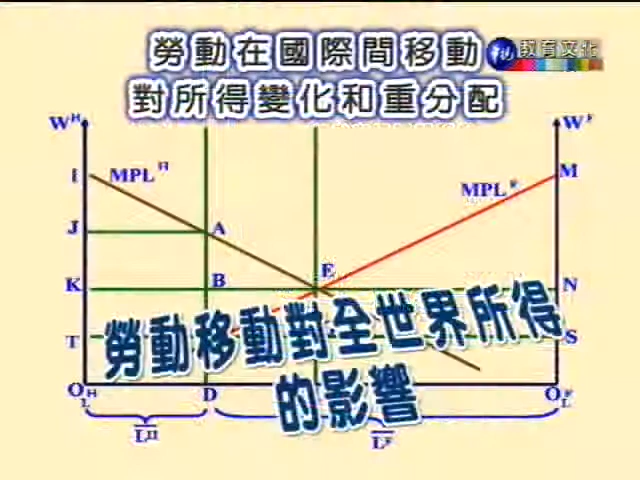 勞動在國際間移動
華視 教育文化
對所得變化和重分配
W^H
W^F
I
MPL^H
MPL^F
M
J
A
K
B
E
N
T
S
勞動移動對全世界所得
的影響
O_L^H
D
O_L^F
L^H
L^F